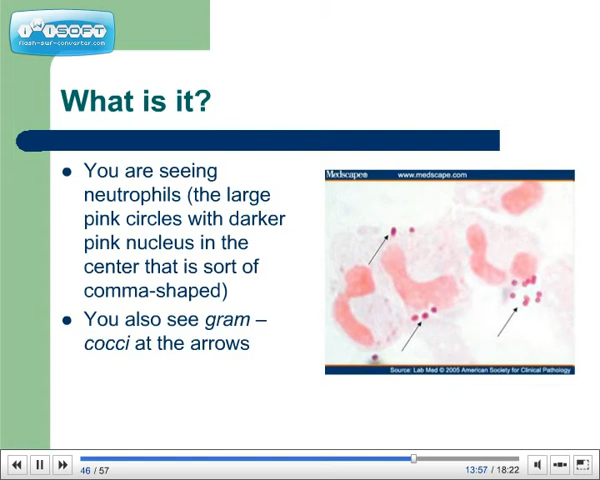 iWiSOFT
flash-swf-converter.com
What is it?
● You are seeing
neutrophils (the large
pink circles with darker
pink nucleus in the
center that is sort of
comma-shaped)
● You also see gram –
cocci at the arrows
Medscape® www.medscape.com
Source: Lab Med © 2005 American Society for Clinical Pathology
46 / 57
13:57 / 18:22